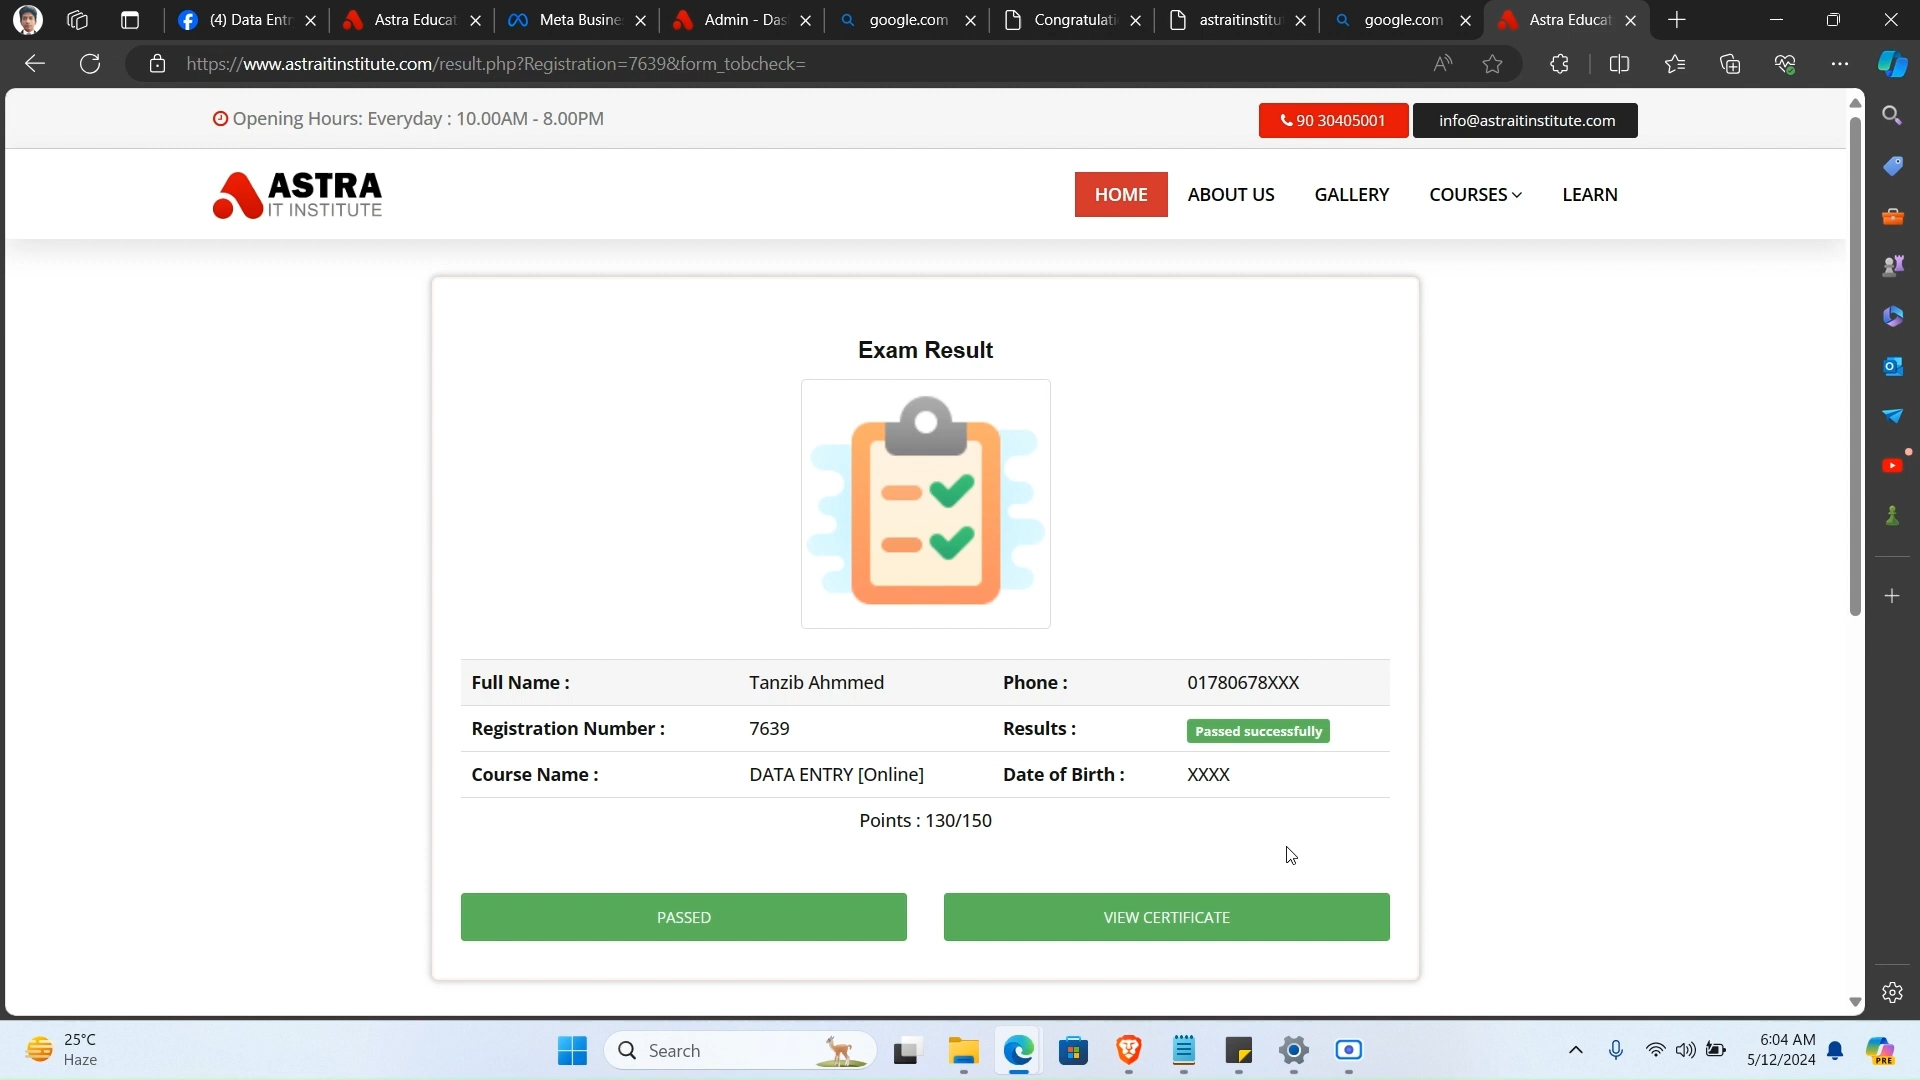 (4) Data Entr
Astra Educat
Meta Busine
Admin - Das
google.com
Congratulati
astraitinstitu
google.com
Astra Educat
https://www.astraitinstitute.com/result.php?Registration=7639&form_tobcheck=
Opening Hours: Everyday : 10.00AM - 8.00PM
90 30405001
info@astraitinstitute.com
ASTRA
IT INSTITUTE
HOME
ABOUT US
GALLERY
COURSES
LEARN
Exam Result
Full Name : Tanzib Ahmmed Phone : 01780678XXX
Registration Number : 7639 Results : Passed successfully
Course Name : DATA ENTRY [Online] Date of Birth : XXXX
Points : 130/150
PASSED
VIEW CERTIFICATE
25°C
Haze
Search
6:04 AM
5/12/2024
PRE